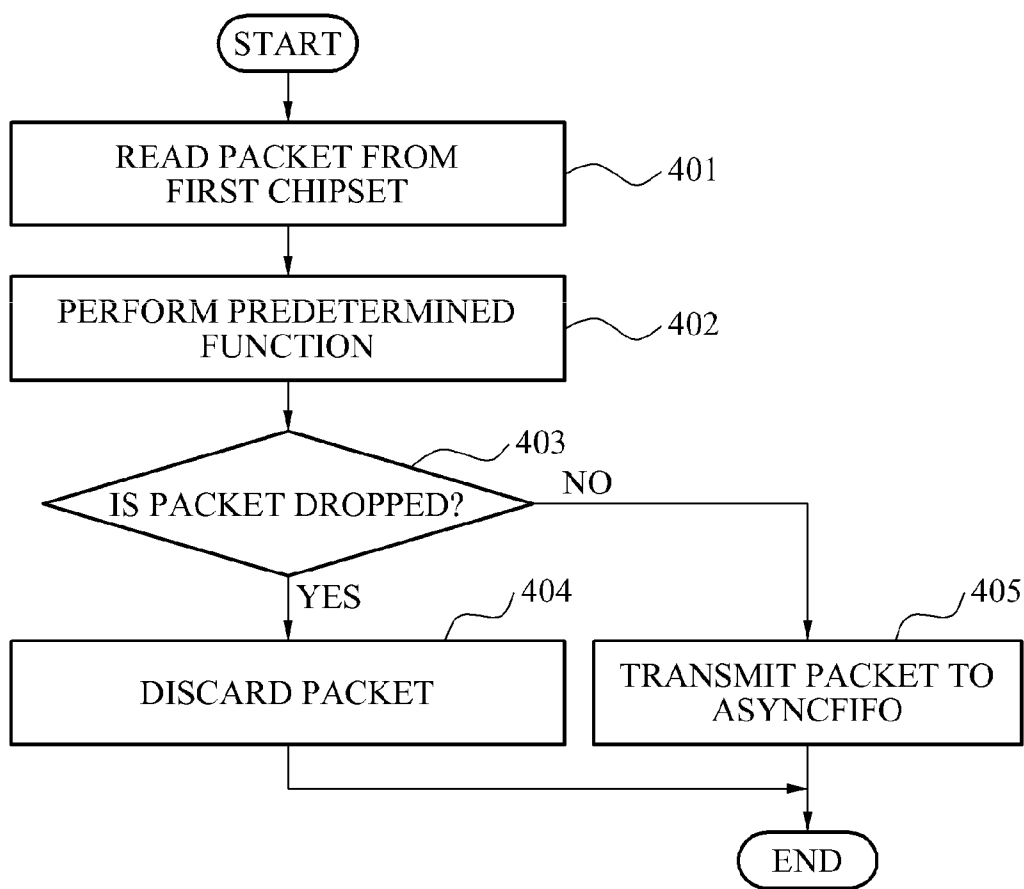 START
READ PACKET FROM
FIRST CHIPSET
401
PERFORM PREDETERMINED
FUNCTION
402
403
IS PACKET DROPPED?
NO
YES
404
405
DISCARD PACKET
TRANSMIT PACKET TO
ASYNCFIFO
END